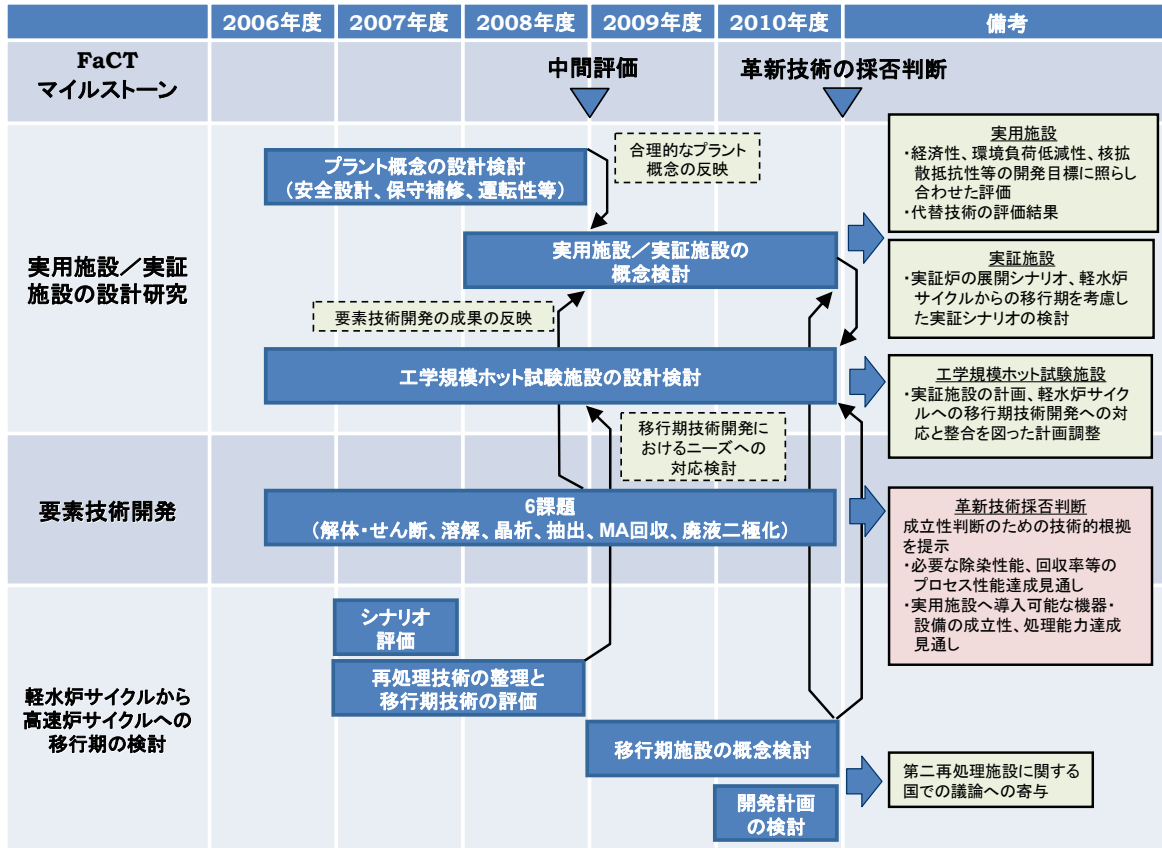 2006年度
2007年度
2008年度
2009年度
2010年度
備考
FaCT
マイルストーン
中間評価
革新技術の採否判断
実用施設／実証
施設の設計研究
プラント概念の設計検討
（安全設計、保守補修、運転性等）
合理的なプラント
概念の反映
実用施設／実証施設の
概念検討
要素技術開発の成果の反映
工学規模ホット試験施設の設計検討
移行期技術開発に
おけるニーズへの
対応検討
実用施設
・経済性、環境負荷低減性、核拡
散抵抗性等の開発目標に照らし
合わせた評価
・代替技術の評価結果
実証施設
・実証炉の展開シナリオ、軽水炉
サイクルからの移行期を考慮し
た実証シナリオの検討
工学規模ホット試験施設
・実証施設の計画、軽水炉サイク
ルへの移行期技術開発への対
応と整合を図った計画調整
要素技術開発
6課題
（解体・せん断、溶解、晶析、抽出、MA回収、廃液二極化）
革新技術採否判断
成立性判断のための技術的根拠
を提示
・必要な除染性能、回収率等の
プロセス性能達成見通し
・実用施設へ導入可能な機器・
設備の成立性、処理能力達成
見通し
軽水炉サイクルから
高速炉サイクルへの
移行期の検討
シナリオ
評価
再処理技術の整理と
移行期技術の評価
移行期施設の概念検討
開発計画
の検討
第二再処理施設に関する
国での議論への寄与